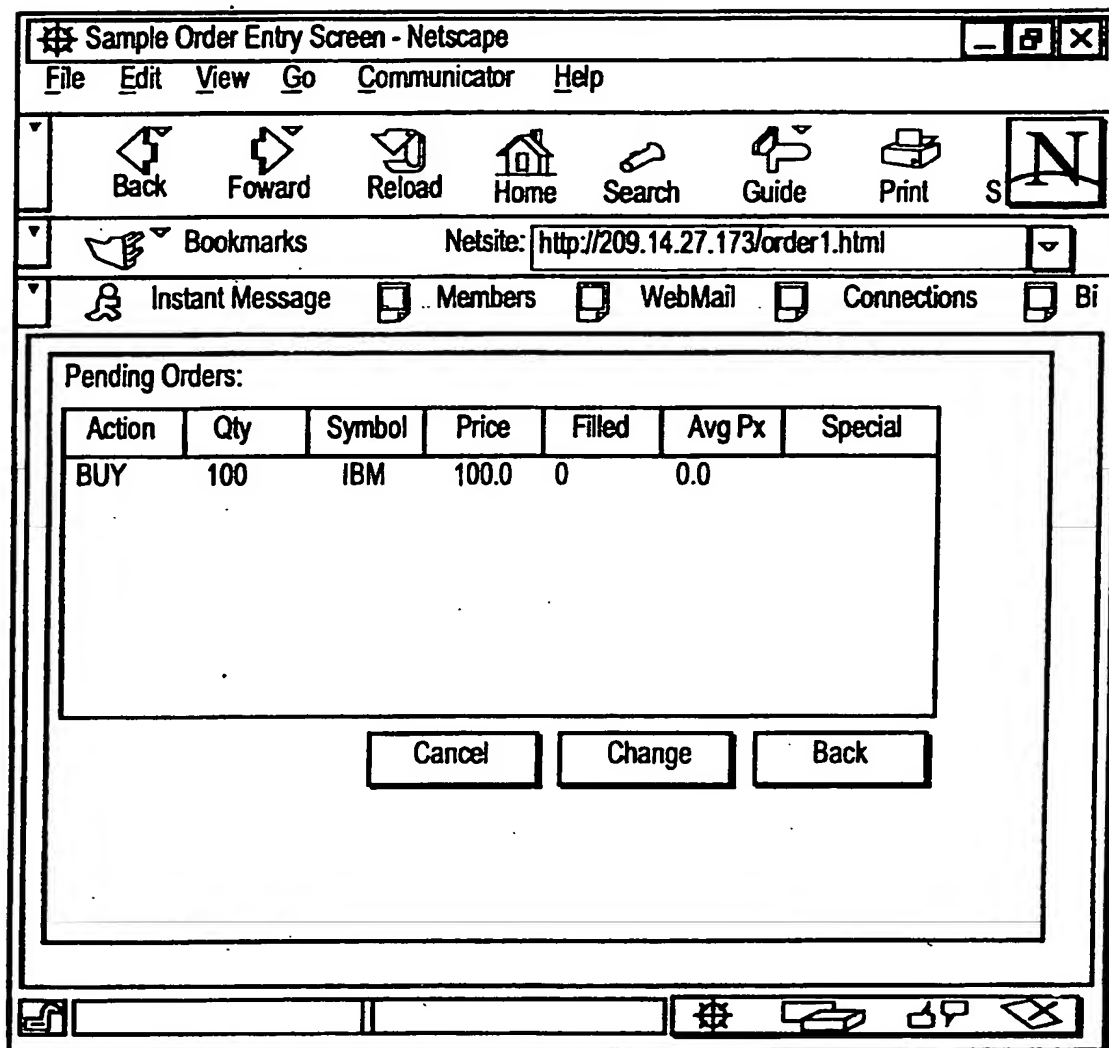 Sample Order Entry Screen - Netscape
File Edit View Go Communicator Help
Back Foward Reload Home Search Guide Print S N
Bookmarks Netsite: http://209.14.27.173/order1.html
Instant Message Members WebMail Connections Bi
Pending Orders:
Action Qty Symbol Price Filled Avg Px Special
BUY 100 IBM 100.0 0 0.0
Cancel Change Back